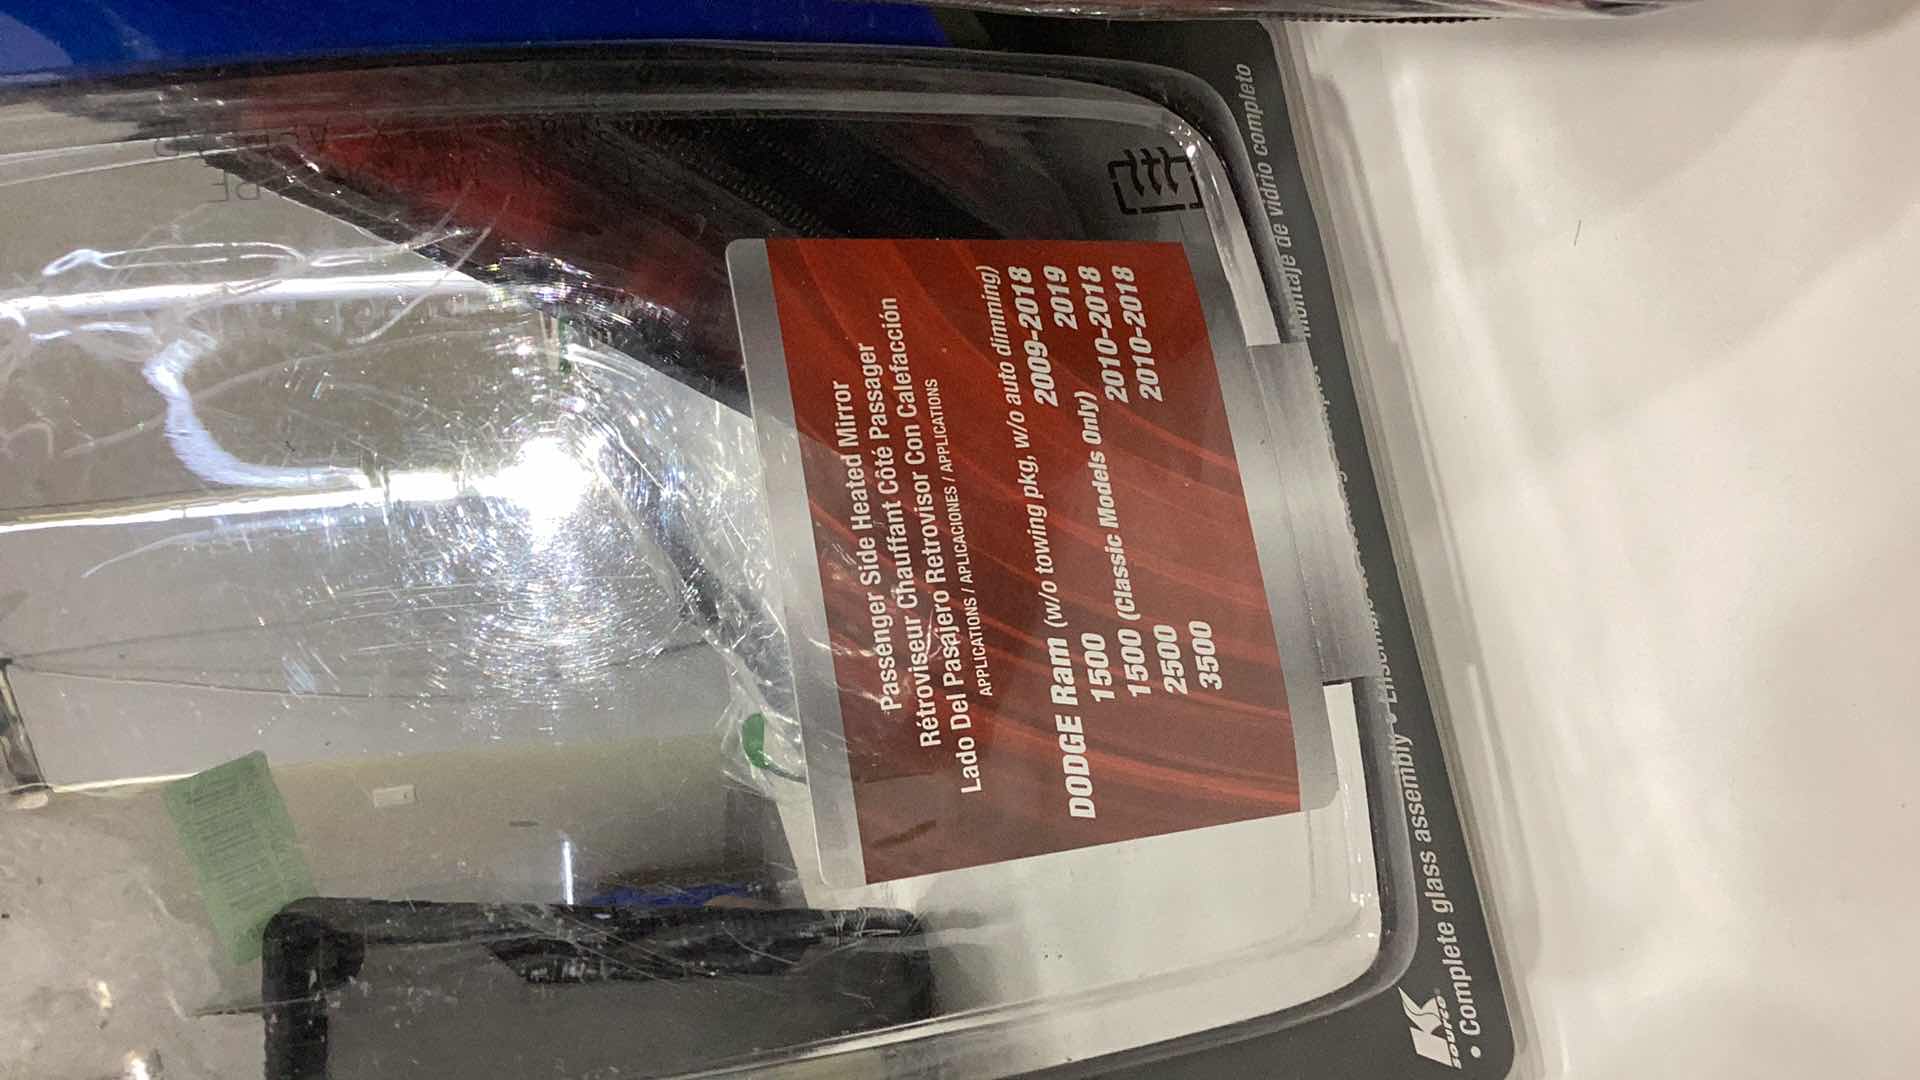 Passenger Side Heated Mirror
Rétroviseur Chauffant Côté Passager
Lado Del Pasajero Retrovisor Con Calefacción
APPLICATIONS / APLICACIONES / APPLICATIONS
DODGE Ram (w/o towing pkg, w/o auto dimming)
1500 2009-2018
1500 (Classic Models Only) 2019
2500 2010-2018
3500 2010-2018
KS
SOURCE
• Complete glass assembly • Montaje de vidrio completo